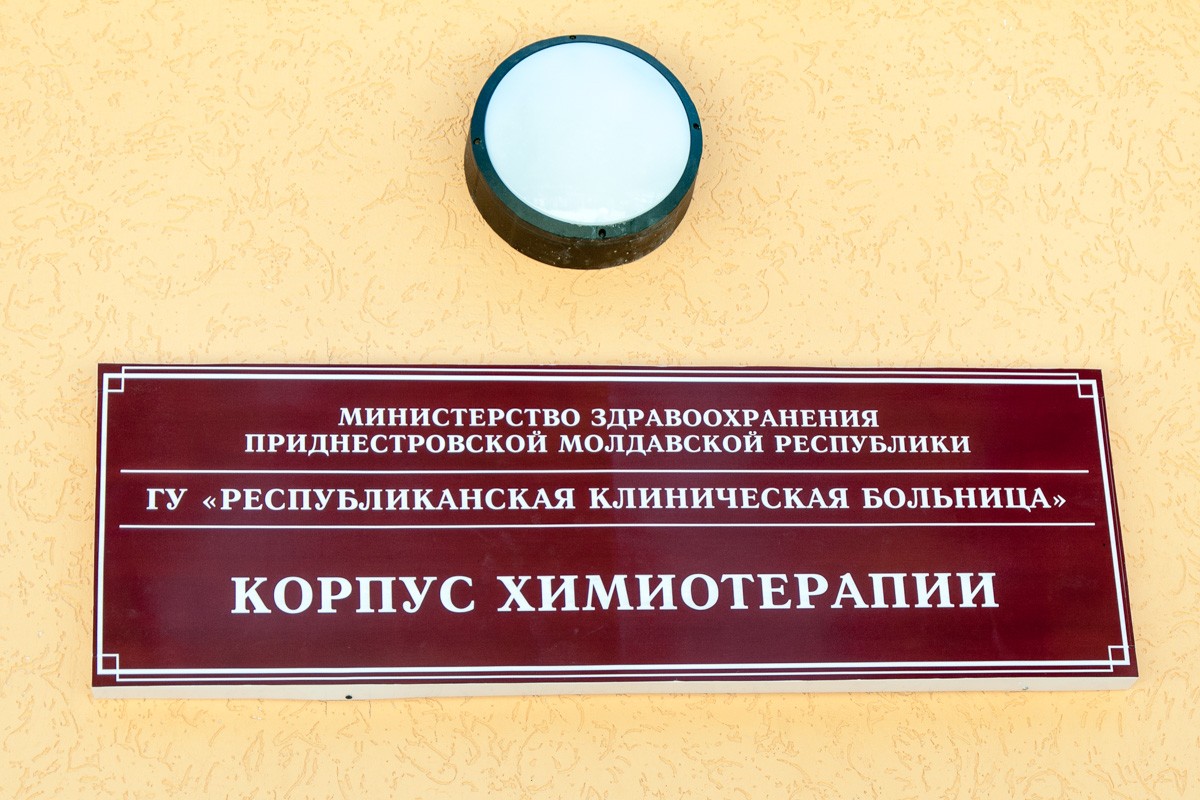 МИНИСТЕРСТВО ЗДРАВООХРАНЕНИЯ
ПРИДНЕСТРОВСКОЙ МОЛДАВСКОЙ РЕСПУБЛИКИ
ГУ «РЕСПУБЛИКАНСКАЯ КЛИНИЧЕСКАЯ БОЛЬНИЦА»
КОРПУС ХИМИОТЕРАПИИ